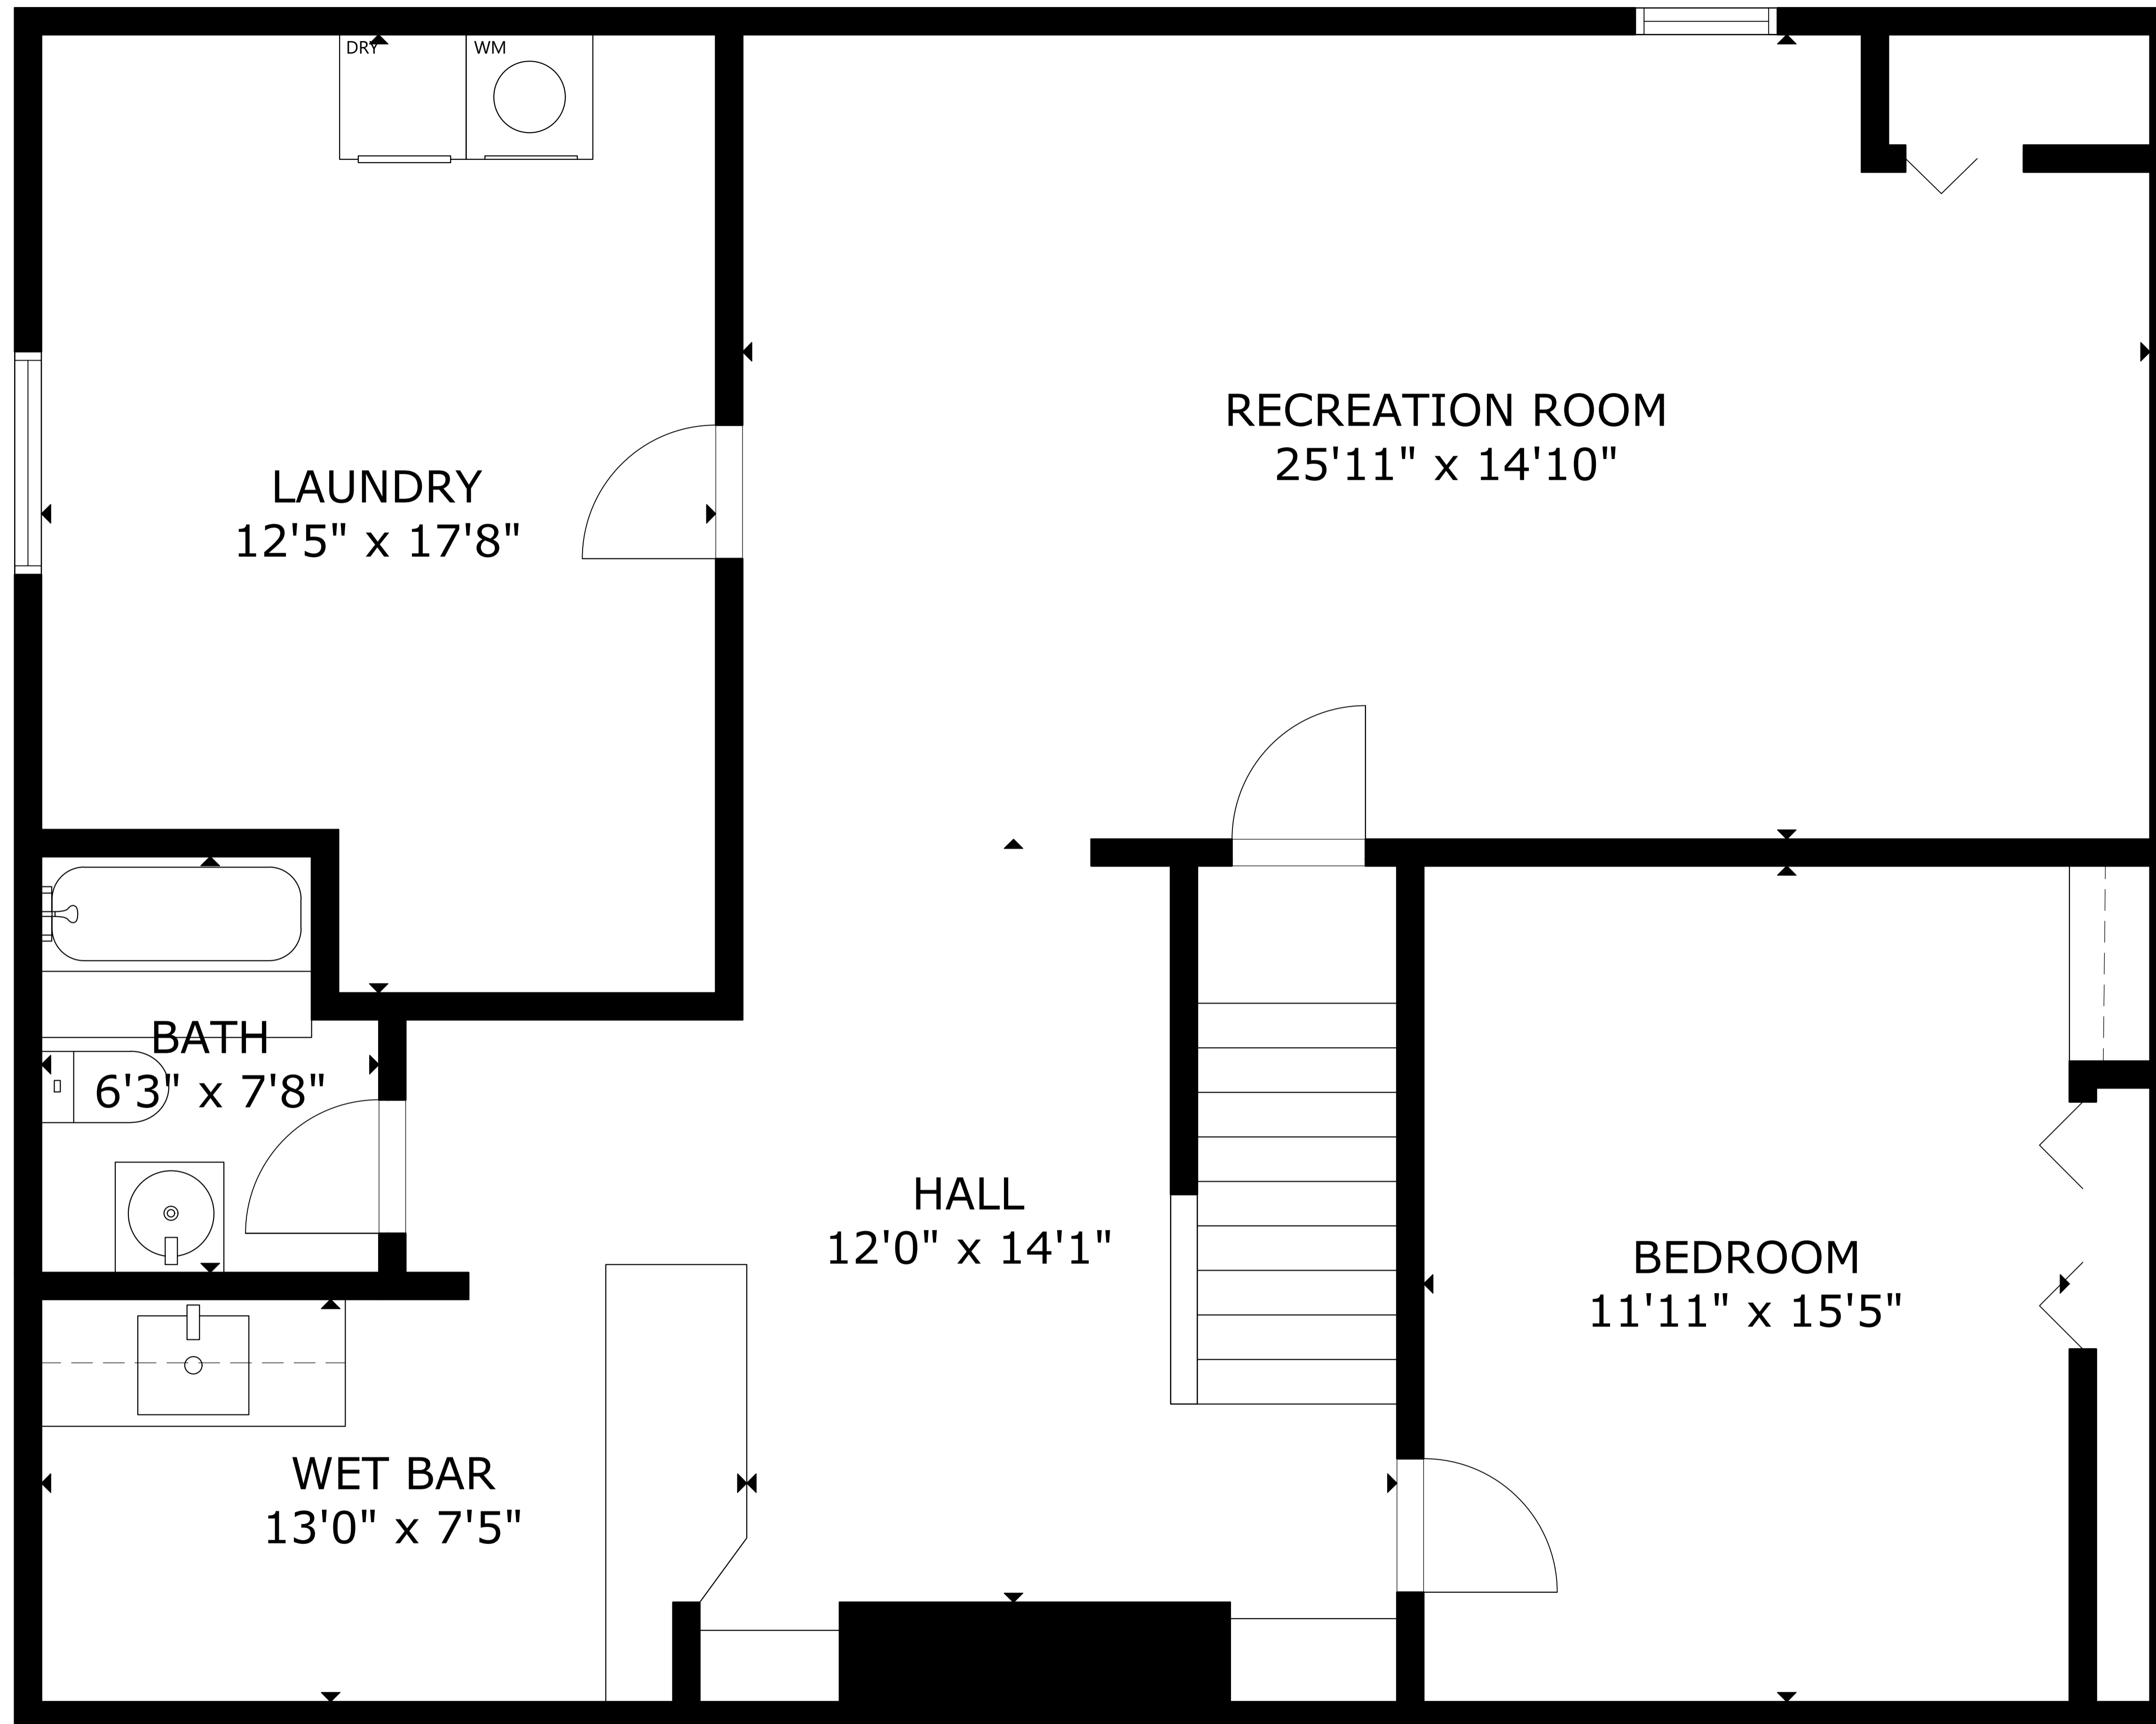 DRY
WM
RECREATION ROOM
25'11" x 14'10"
LAUNDRY
12'5" x 17'8"
BATH
6'3" x 7'8"
HALL
12'0" x 14'1"
BEDROOM
11'11" x 15'5"
WET BAR
13'0" x 7'5"